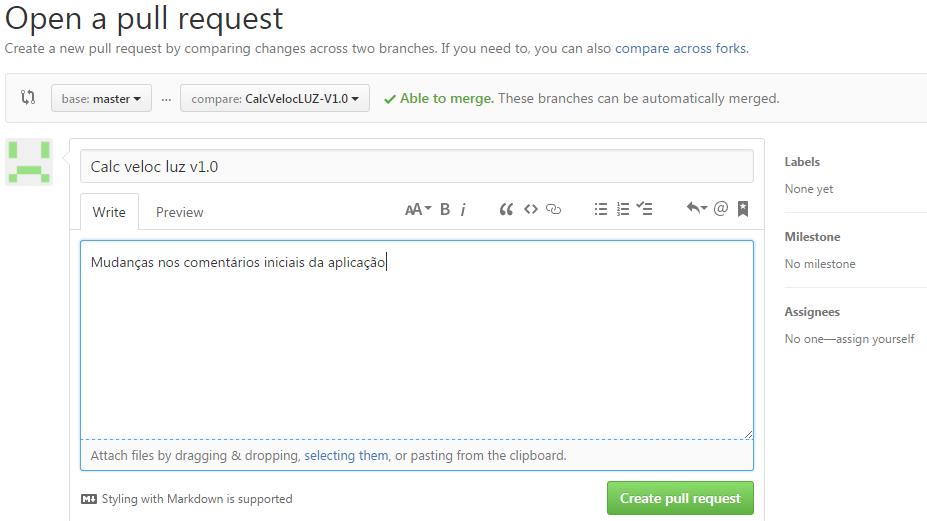 Open a pull request
Create a new pull request by comparing changes across two branches. If you need to, you can also compare across forks.
base: master ... compare: CalcVelocLUZ-V1.0 Able to merge. These branches can be automatically merged.
Calc veloc luz v1.0
Write Preview AA B i @
Mudanças nos comentários iniciais da aplicação
Attach files by dragging & dropping, selecting them, or pasting from the clipboard.
M Styling with Markdown is supported
Create pull request
Labels
None yet
Milestone
No milestone
Assignees
No one—assign yourself